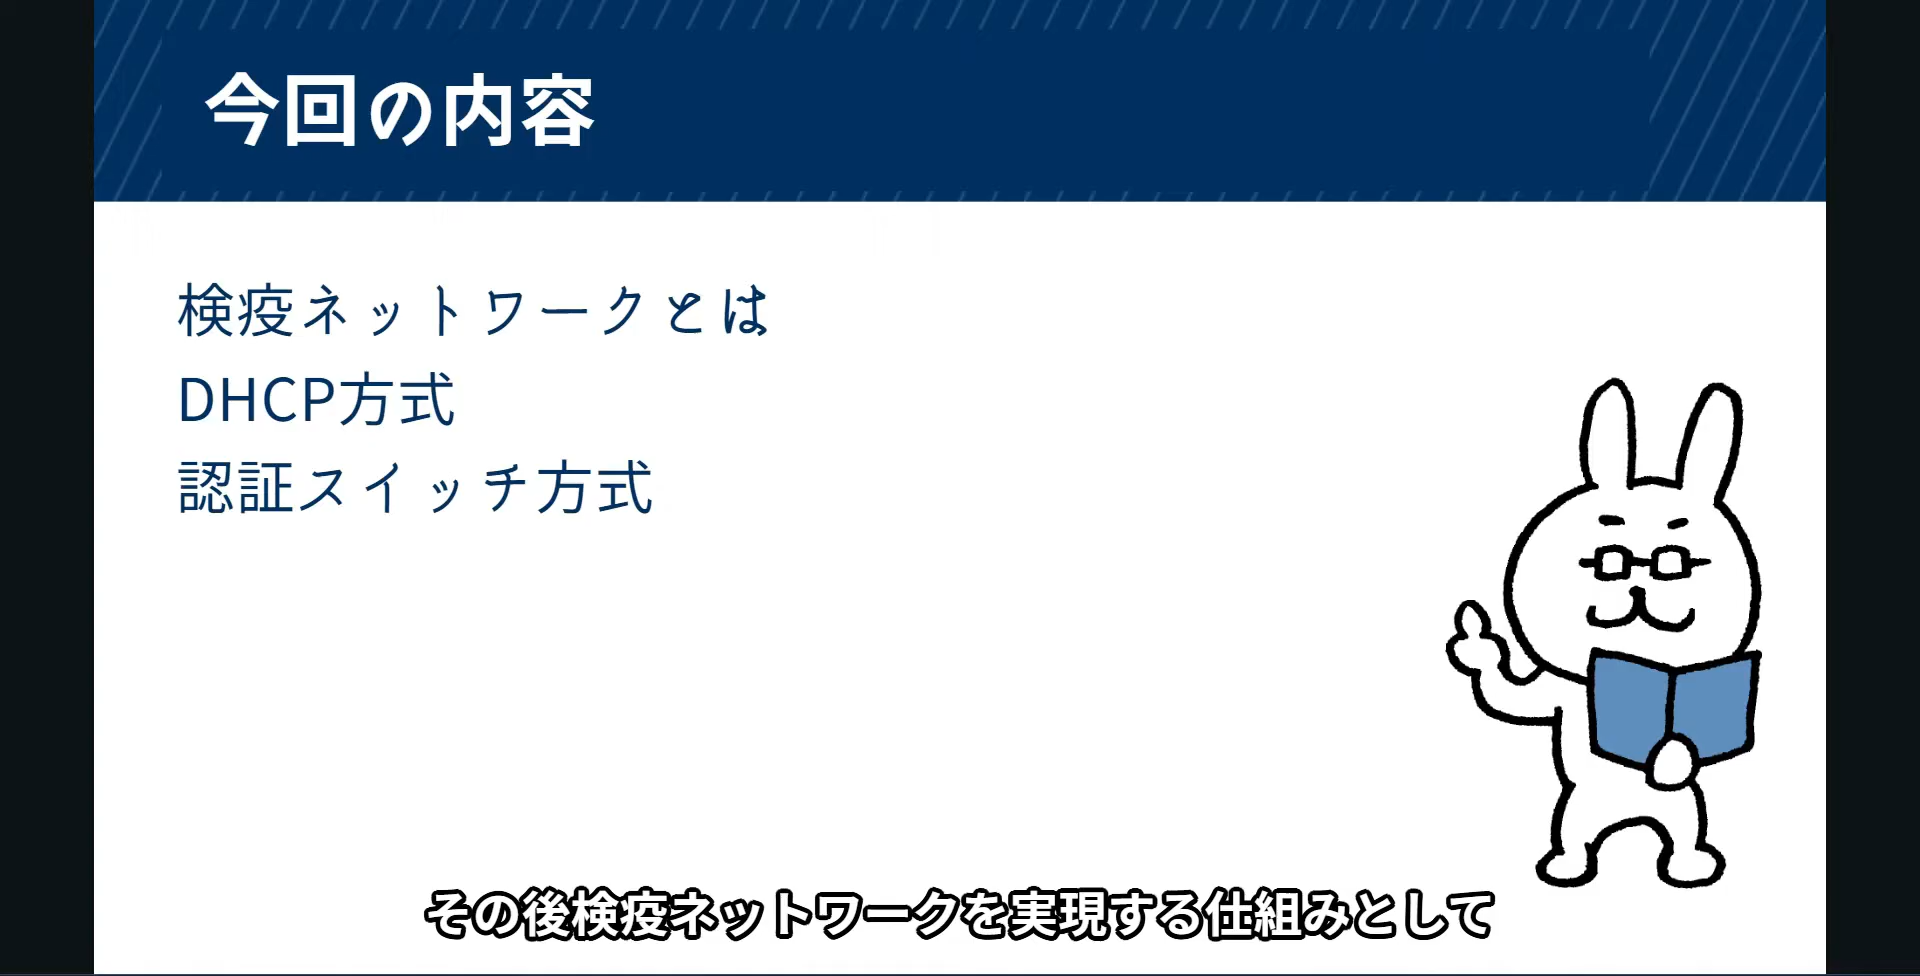 今回の内容
検疫ネットワークとは
DHCP方式
認証スイッチ方式
その後検疫ネットワークを実現する仕組みとして